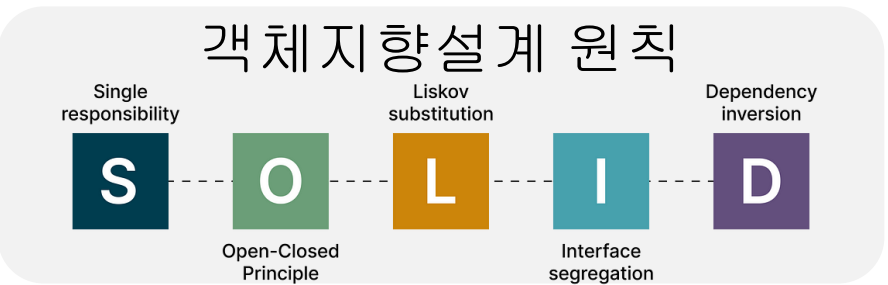 객체지향설계 원칙
Single
responsibility
Liskov
substitution
Dependency
inversion
S
O
L
I
D
Open-Closed
Principle
Interface
segregation